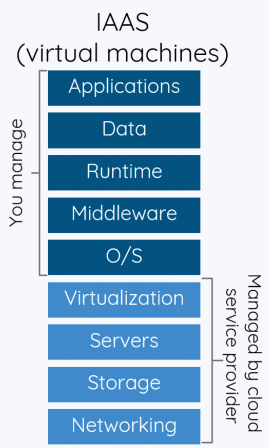 IAAS
(virtual machines)
You manage
Applications
Data
Runtime
Middleware
O/S
Virtualization
Servers
Storage
Networking
Managed by cloud
service provider